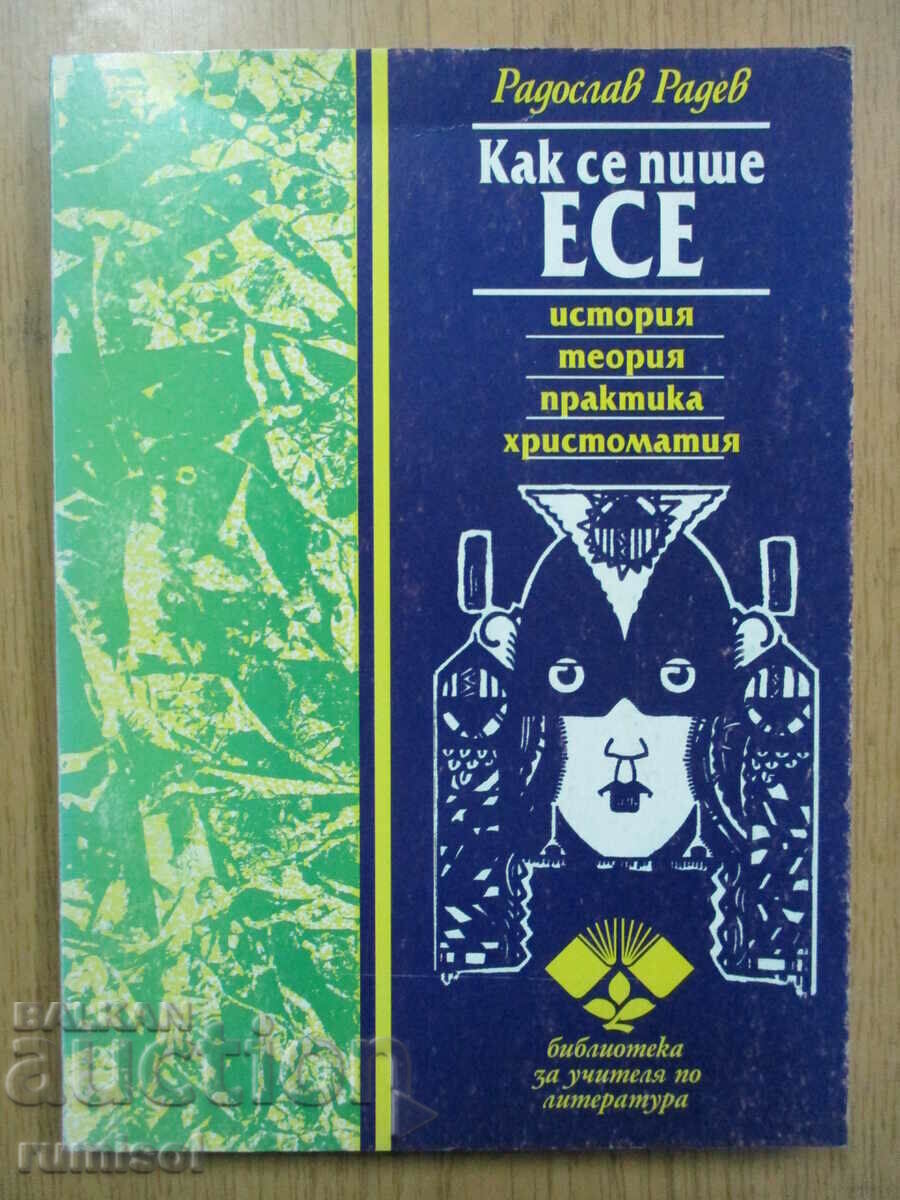 Радослав Радев
Как се пише
ЕСЕ
история
теория
практика
христоматия
библиотека
за учителя по
литература
BALKAN
auction
rumisol